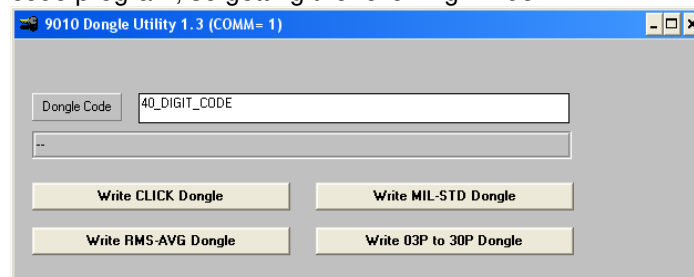 9010 Dongle Utility 1.3 (COMM= 1)
Dongle Code 40_DIGIT_CODE
--
Write CLICK Dongle Write MIL-STD Dongle
Write RMS-AVG Dongle Write 03P to 30P Dongle